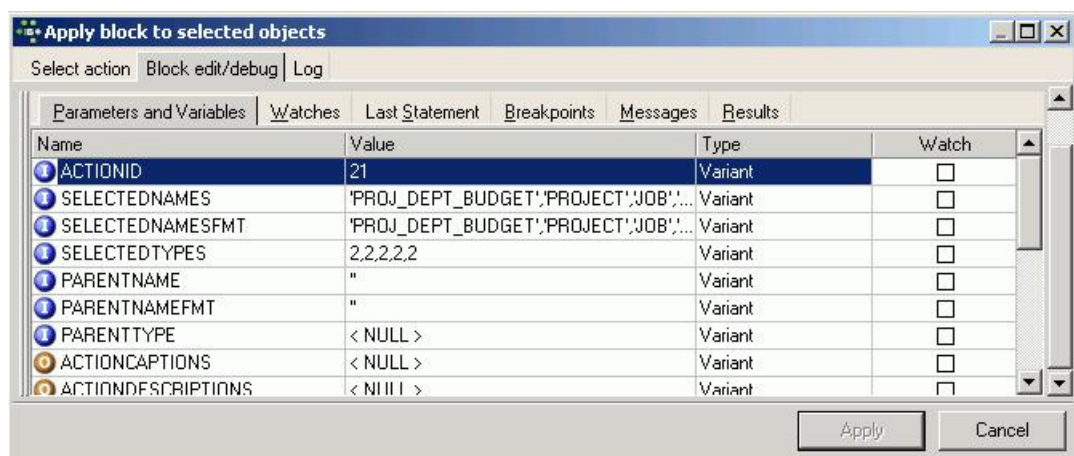 Apply block to selected objects
Select action Block edit/debug Log
Parameters and Variables Watches Last Statement Breakpoints Messages Results
Name Value Type Watch
I ACTIONID 21 Variant
I SELECTEDNAMES 'PROJ_DEPT_BUDGET','PROJECT','JOB','... Variant
I SELECTEDNAMESFMT 'PROJ_DEPT_BUDGET','PROJECT','JOB','... Variant
I SELECTEDTYPES 2,2,2,2,2 Variant
I PARENTNAME '' Variant
I PARENTNAMEFMT '' Variant
I PARENTTYPE < NULL > Variant
O ACTIONCAPTIONS < NULL > Variant
O ACTIONDESCRIPTIONS < NULL > Variant
Apply Cancel